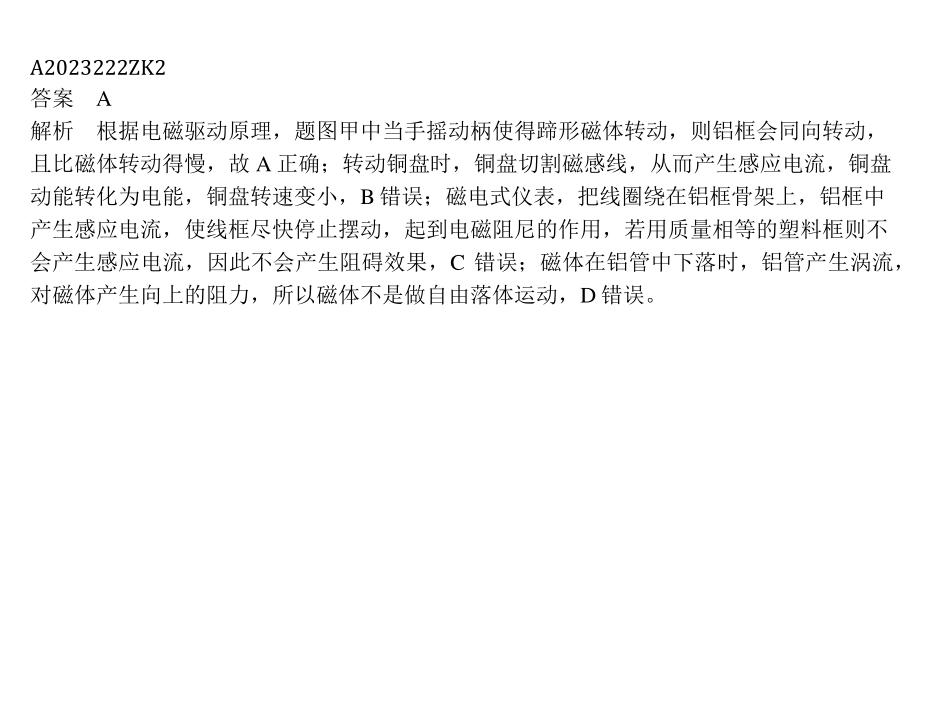 A2023222ZK2
答案　A
解析　根据电磁驱动原理，题图甲中当手摇动柄使得蹄形磁体转动，则铝框会同向转动，
且比磁体转动得慢，故 A 正确；转动铜盘时，铜盘切割磁感线，从而产生感应电流，铜盘
动能转化为电能，铜盘转速变小，B 错误；磁电式仪表，把线圈绕在铝框骨架上，铝框中
产生感应电流，使线框尽快停止摆动，起到电磁阻尼的作用，若用质量相等的塑料框则不
会产生感应电流，因此不会产生阻碍效果，C 错误；磁体在铝管中下落时，铝管产生涡流，
对磁体产生向上的阻力，所以磁体不是做自由落体运动，D 错误。